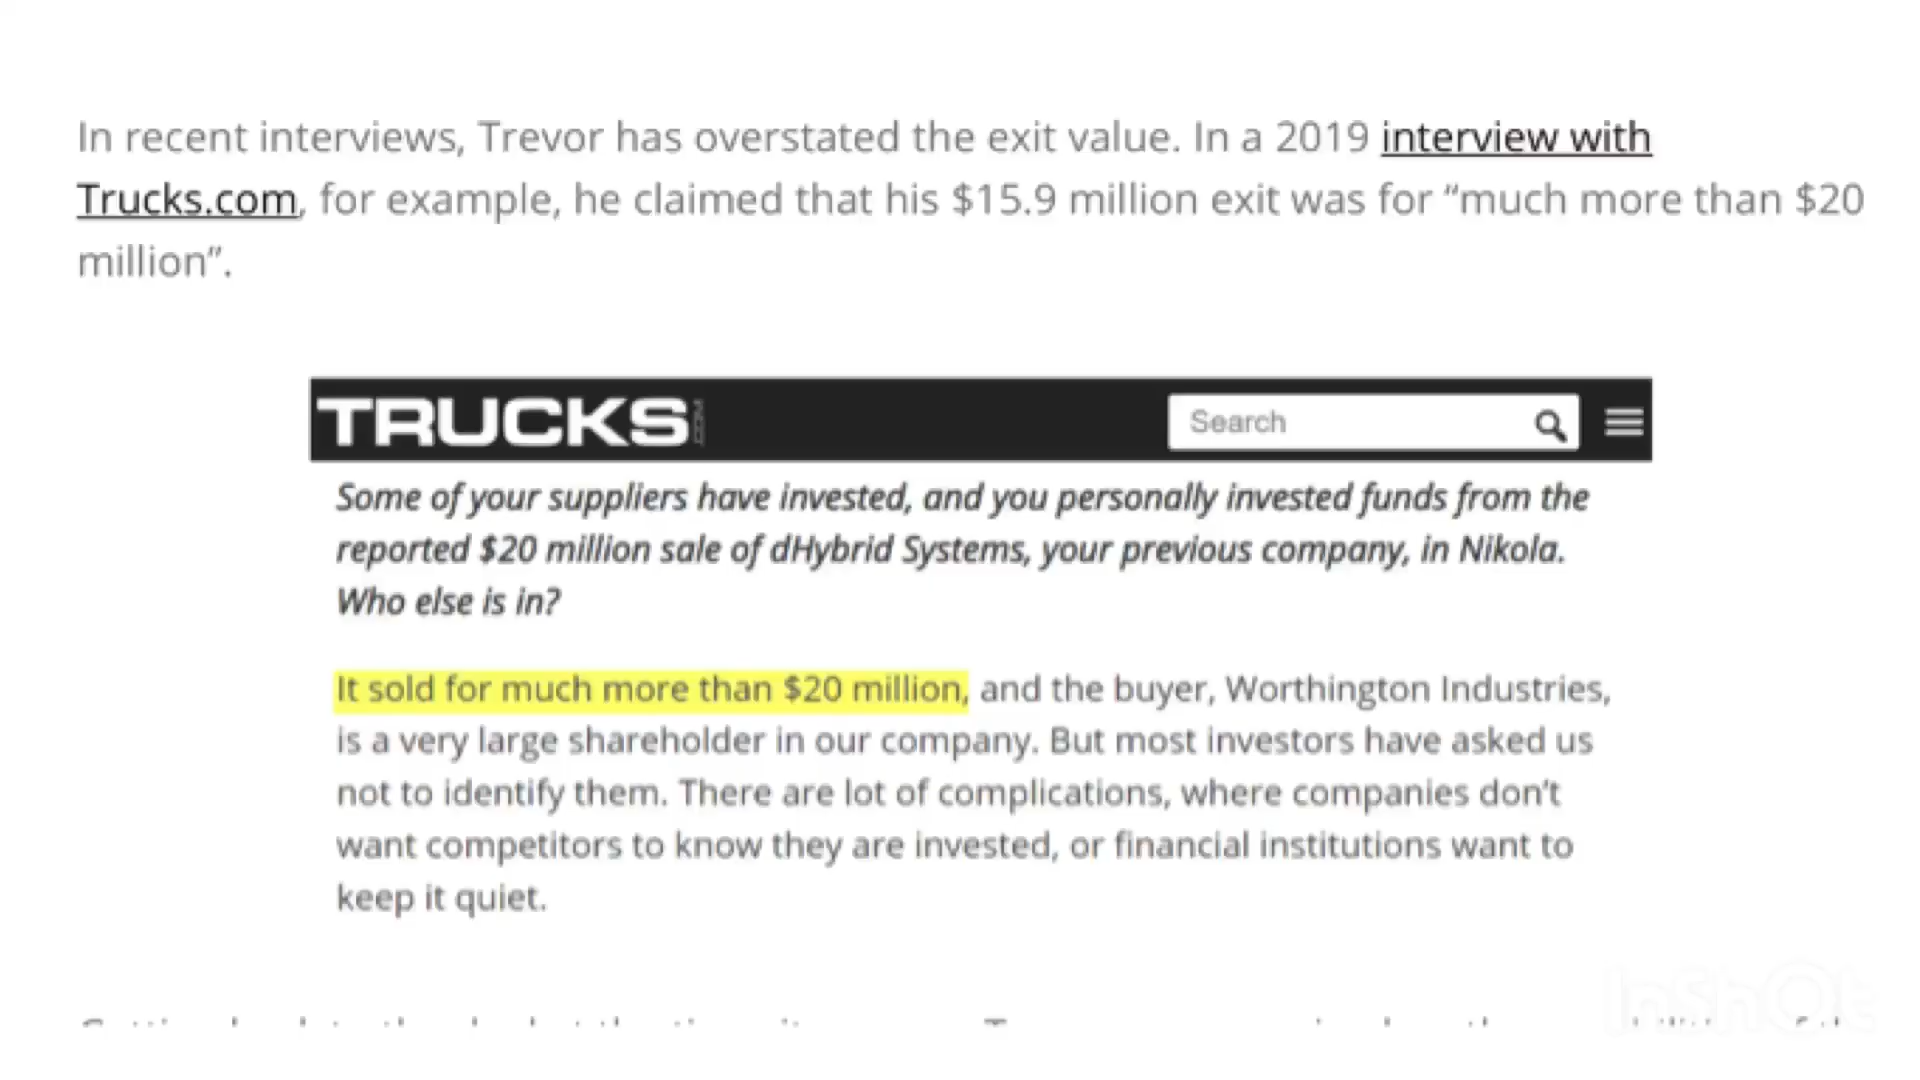 In recent interviews, Trevor has overstated the exit value. In a 2019 interview with
Trucks.com, for example, he claimed that his $15.9 million exit was for “much more than $20
million”.
TRUCKS.COM
Search
Some of your suppliers have invested, and you personally invested funds from the
reported $20 million sale of dHybrid Systems, your previous company, in Nikola.
Who else is in?
It sold for much more than $20 million, and the buyer, Worthington Industries,
is a very large shareholder in our company. But most investors have asked us
not to identify them. There are lot of complications, where companies don’t
want competitors to know they are invested, or financial institutions want to
keep it quiet.
InShOt